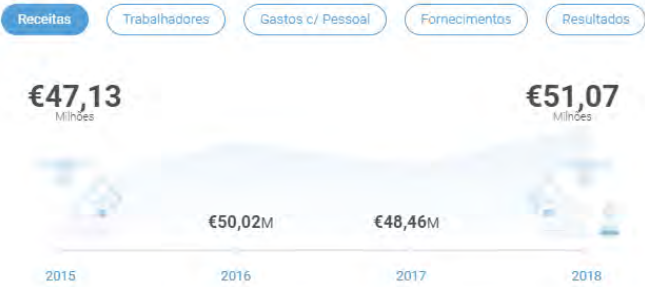 Receitas Trabalhadores Gastos c/ Pessoal Fornecimentos Resultados
€47,13 €51,07
Milhões Milhões
€50,02M €48,46M
2015 2016 2017 2018